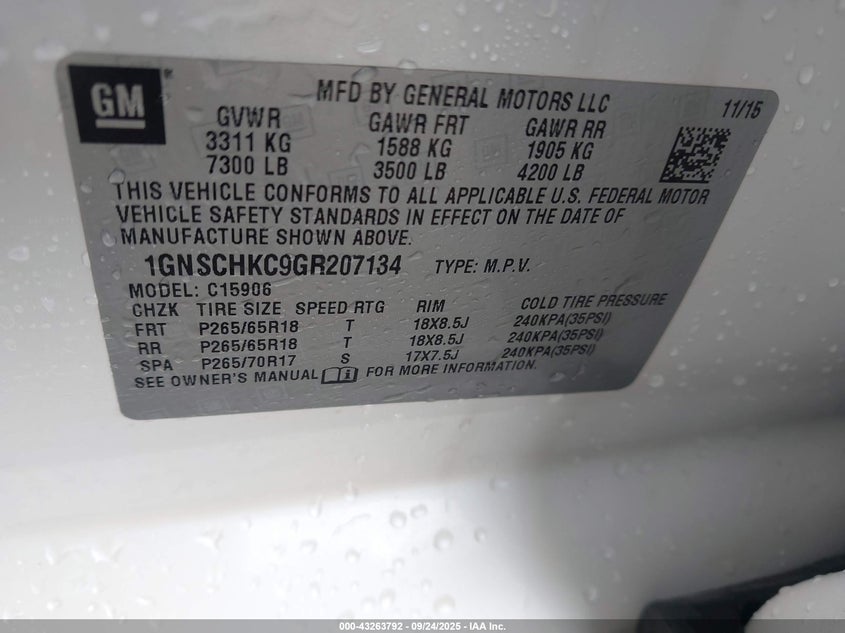 GM
MFD BY GENERAL MOTORS LLC 11/15
GVWR GAWR FRT GAWR RR
3311 KG 1588 KG 1905 KG
7300 LB 3500 LB 4200 LB
THIS VEHICLE CONFORMS TO ALL APPLICABLE U.S. FEDERAL MOTOR
VEHICLE SAFETY STANDARDS IN EFFECT ON THE DATE OF
MANUFACTURE SHOWN ABOVE.
1GNSCHKC9GR207134 TYPE: M.P.V.
MODEL: C15906
CHZK TIRE SIZE SPEED RTG RIM COLD TIRE PRESSURE
FRT P265/65R18 T 18X8.5J 240KPA(35PSI)
RR P265/65R18 T 18X8.5J 240KPA(35PSI)
SPA P265/70R17 S 17X7.5J 240KPA(35PSI)
SEE OWNER'S MANUAL FOR MORE INFORMATION.
000-43263792 - 09/24/2025 - IAA Inc.